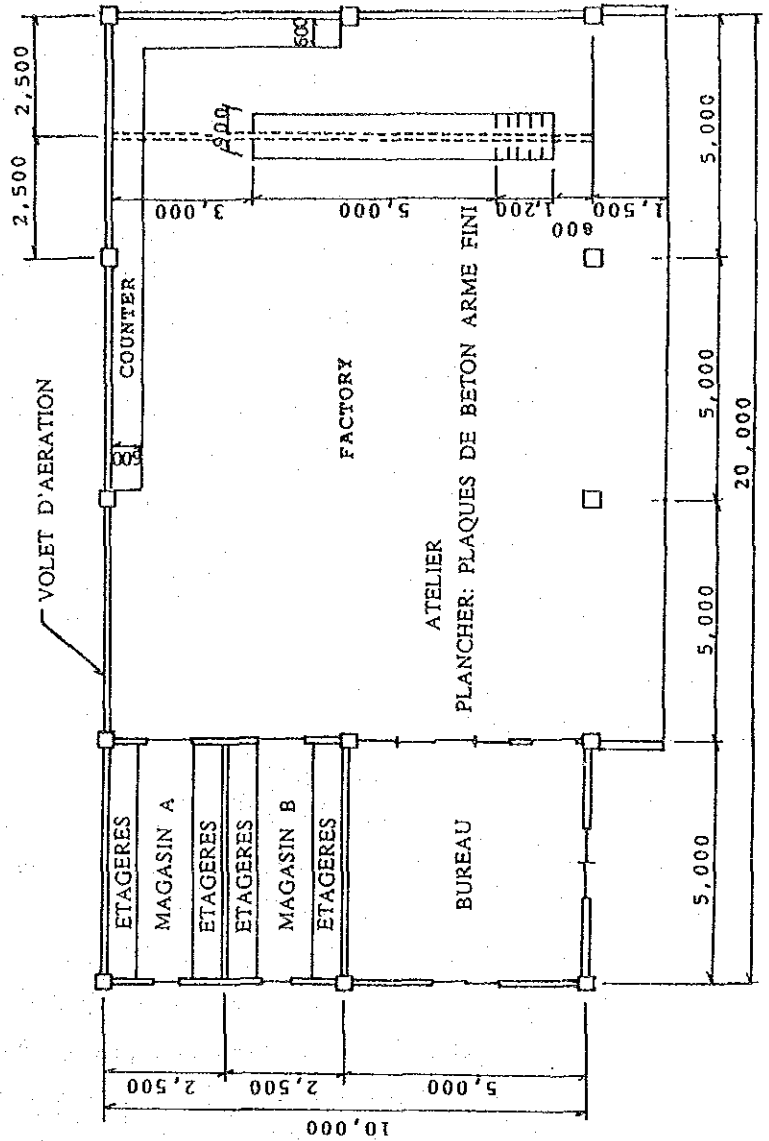 2,500
2,500
VOLET D'AERATION
COUNTER
600
600
900
3,000
5,000
1,200
800
1,500
FACTORY
ATELIER
PLANCHER: PLAQUES DE BETON ARME FINI
ETAGERES
MAGASIN A
ETAGERES
ETAGERES
MAGASIN B
ETAGERES
BUREAU
2,500
2,500
5,000
10,000
5,000
5,000
5,000
5,000
20,000